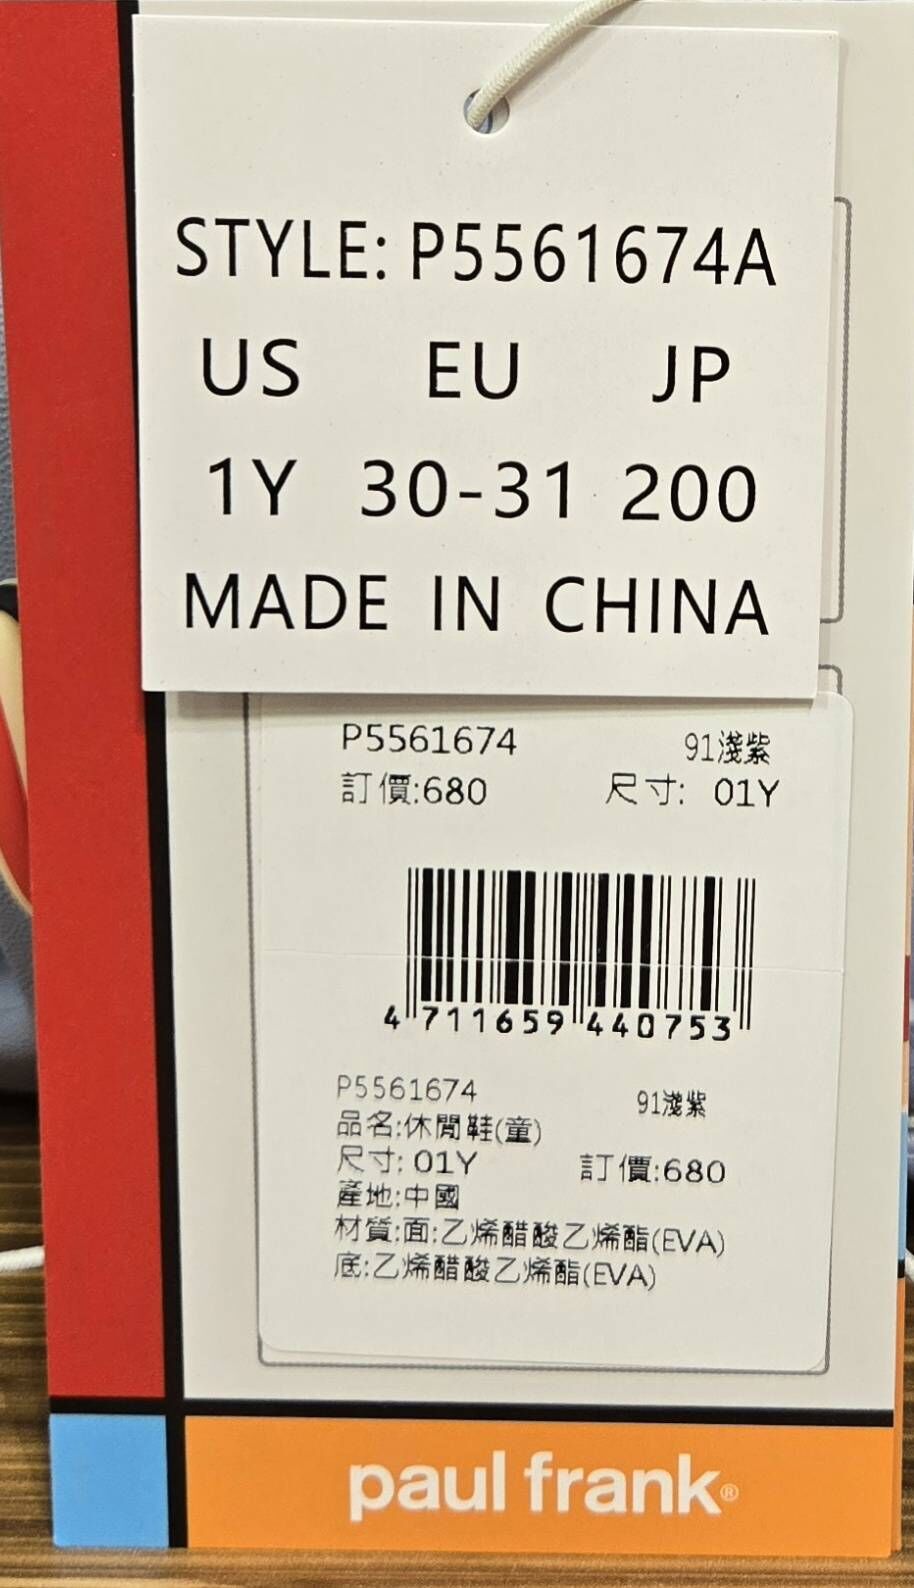 STYLE: P5561674A
US EU JP
1Y 30-31 200
MADE IN CHINA
P5561674 91淺紫
訂價:680 尺寸: 01Y
4 711659 440753
P5561674 91淺紫
品名:休閒鞋(童)
尺寸: 01Y 訂價:680
產地:中國
材質:面:乙烯醋酸乙烯酯(EVA)
底:乙烯醋酸乙烯酯(EVA)
paul frank®